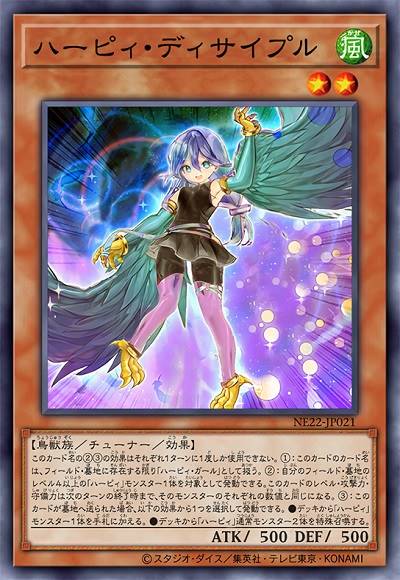 ハーピィ・ディサイプル
風
NE22-JP021
【鳥獣族／チューナー／効果】
このカード名の②③の効果はそれぞれ１ターンに１度しか使用できない。①：このカードのカード名
は、フィールド・墓地に存在する限り「ハーピィ・ガール」として扱う。②：自分のフィールド・墓地の
レベル４以上の「ハーピィ」モンスター１体を対象として発動できる。このカードのレベル・攻撃力・
守備力は次のターンの終了時まで、そのモンスターのそれぞれの数値と同じになる。③：この
カードが墓地へ送られた場合、以下の効果から１つを選択して発動できる。●デッキから「ハーピィ」
モンスター１体を手札に加える。●デッキから「ハーピィ」通常モンスター２体を特殊召喚する。
ATK/ 500 DEF/ 500
©スタジオ・ダイス／集英社・テレビ東京・KONAMI